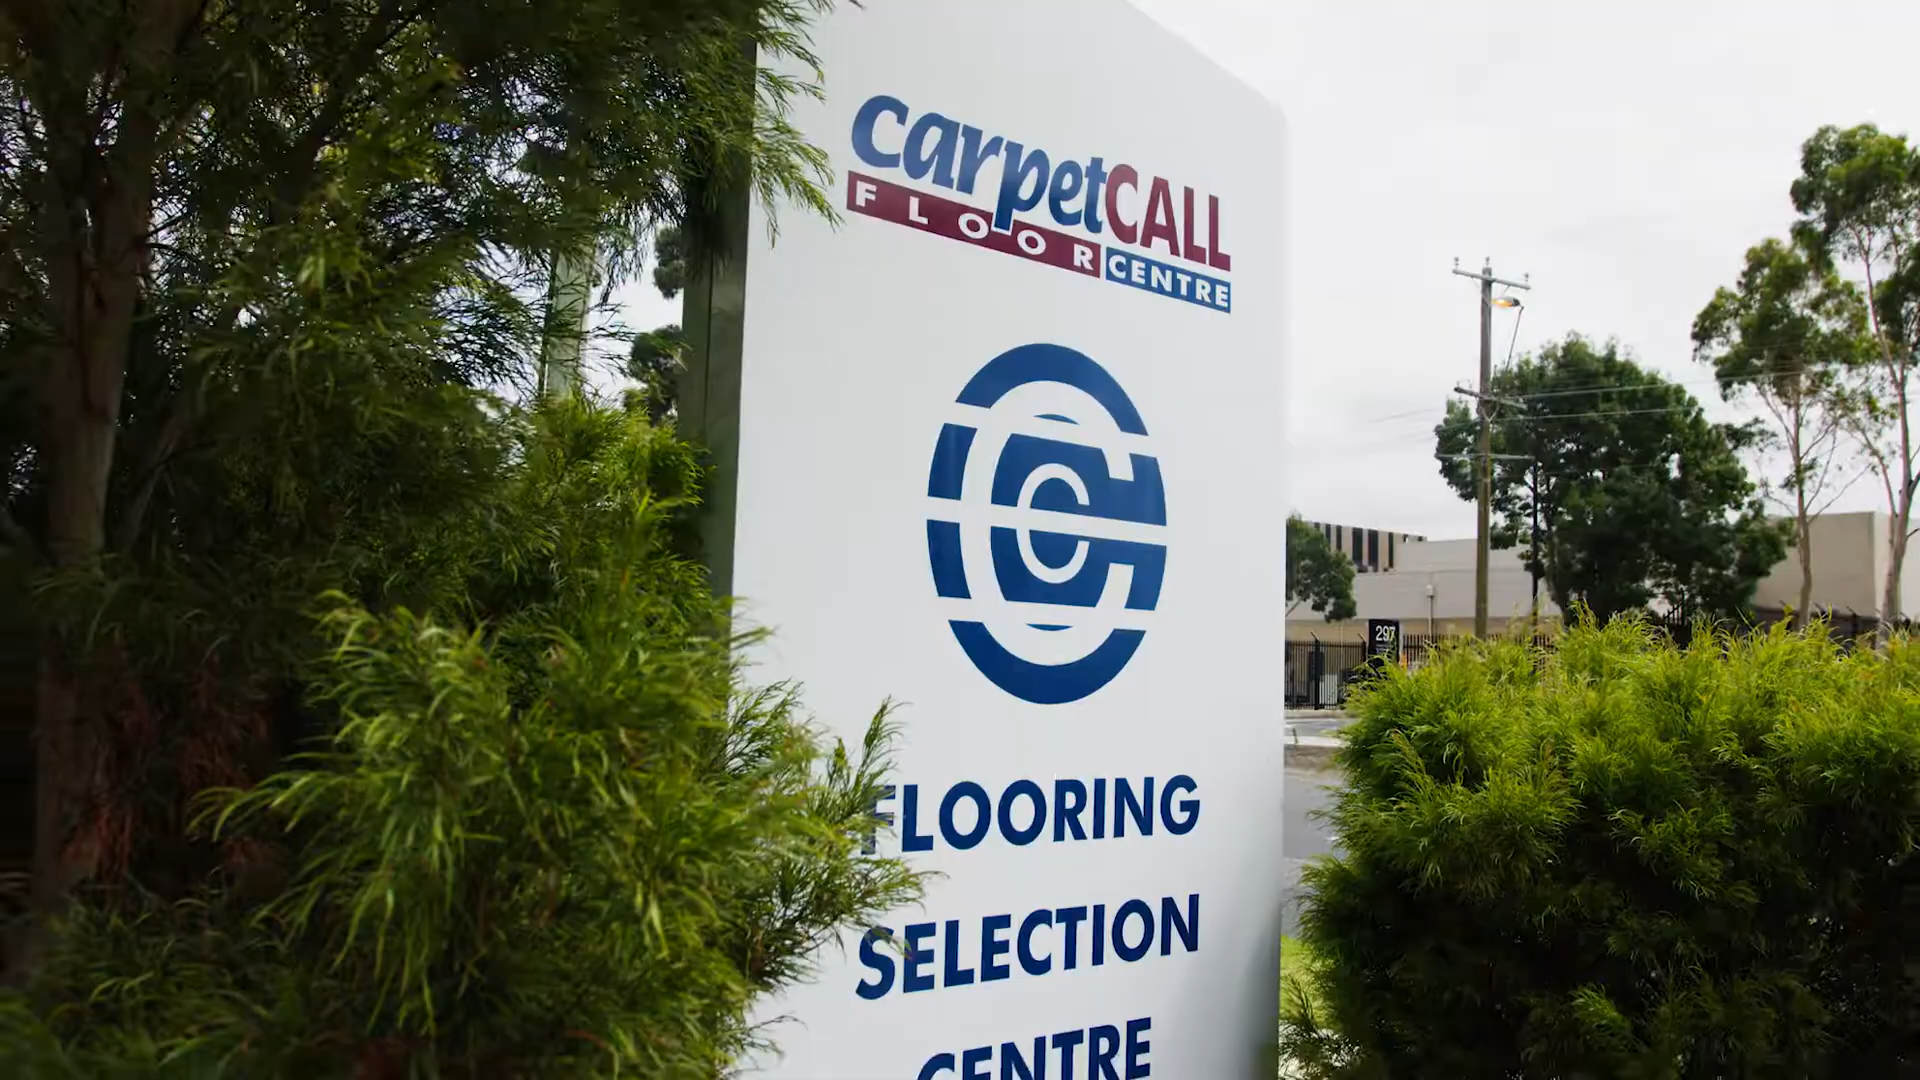 carpetCALL
FLOOR CENTRE
FLOORING
SELECTION
CENTRE
297